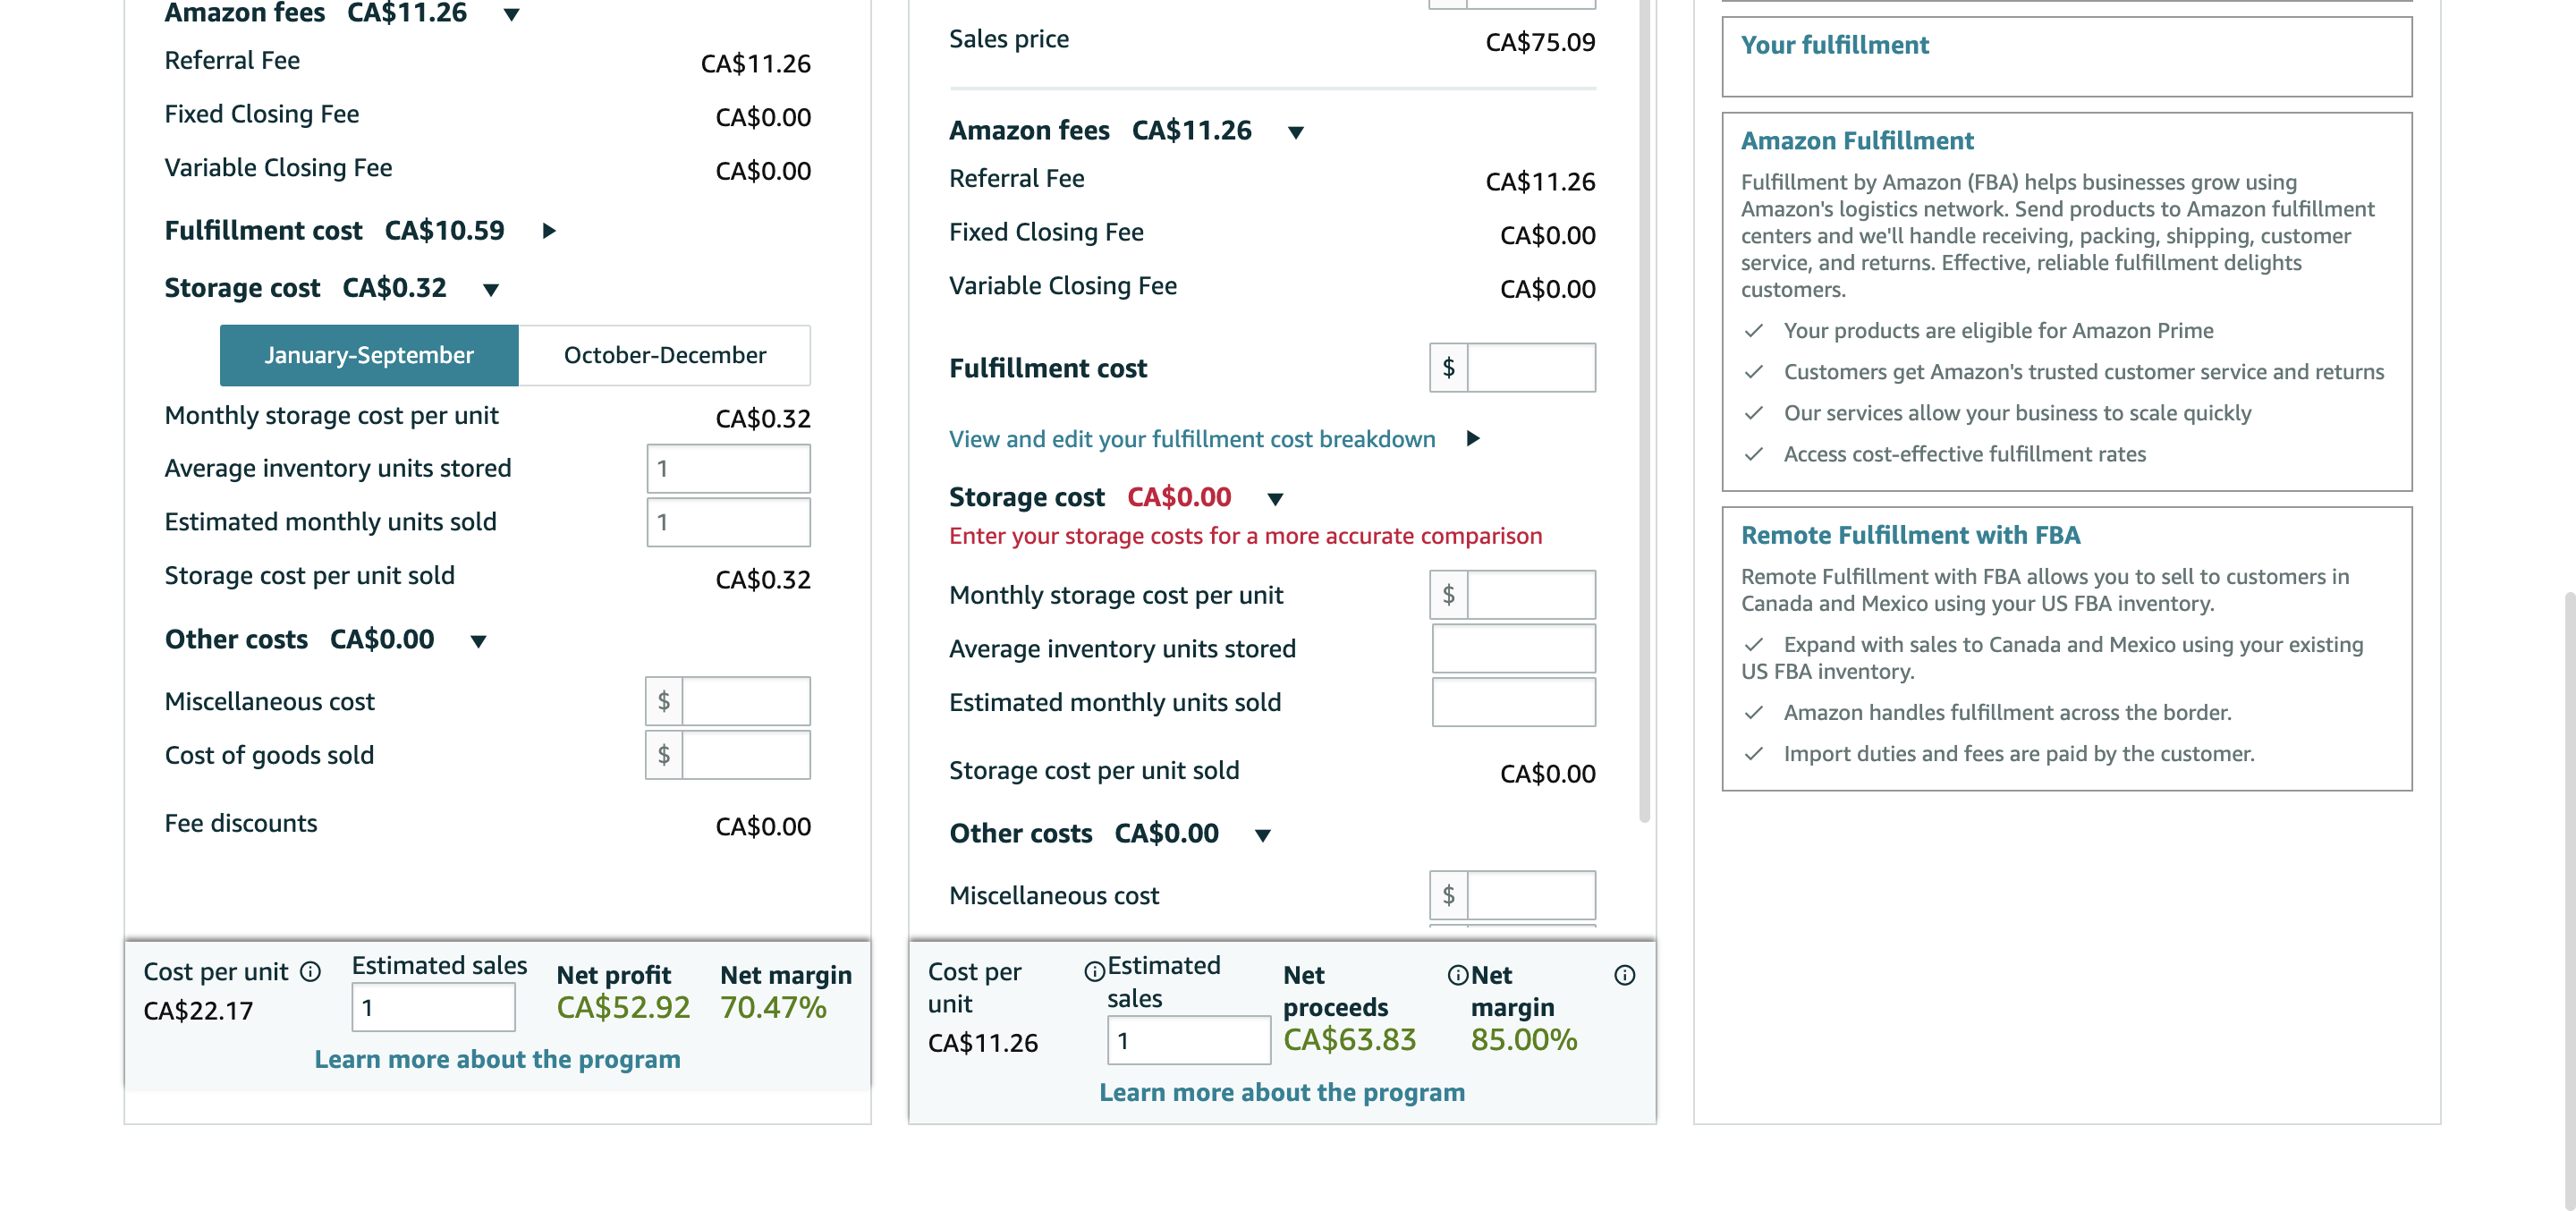 Amazon fees CA$11.26 ▼
Referral Fee CA$11.26
Fixed Closing Fee CA$0.00
Variable Closing Fee CA$0.00
Fulfillment cost CA$10.59 ▶
Storage cost CA$0.32 ▼
January-September October-December
Monthly storage cost per unit CA$0.32
Average inventory units stored 1
Estimated monthly units sold 1
Storage cost per unit sold CA$0.32
Other costs CA$0.00 ▼
Miscellaneous cost $
Cost of goods sold $
Fee discounts CA$0.00
Cost per unit
CA$22.17
Estimated sales
1
Net profit
CA$52.92
Net margin
70.47%
Learn more about the program
Sales price CA$75.09
Amazon fees CA$11.26 ▼
Referral Fee CA$11.26
Fixed Closing Fee CA$0.00
Variable Closing Fee CA$0.00
Fulfillment cost $
View and edit your fulfillment cost breakdown ▶
Storage cost CA$0.00 ▼
Enter your storage costs for a more accurate comparison
Monthly storage cost per unit $
Average inventory units stored
Estimated monthly units sold
Storage cost per unit sold CA$0.00
Other costs CA$0.00 ▼
Miscellaneous cost $
Cost per
unit
CA$11.26
Estimated
sales
1
Net
proceeds
CA$63.83
Net
margin
85.00%
Learn more about the program
Your fulfillment
Amazon Fulfillment
Fulfillment by Amazon (FBA) helps businesses grow using
Amazon's logistics network. Send products to Amazon fulfillment
centers and we'll handle receiving, packing, shipping, customer
service, and returns. Effective, reliable fulfillment delights
customers.
✓ Your products are eligible for Amazon Prime
✓ Customers get Amazon's trusted customer service and returns
✓ Our services allow your business to scale quickly
✓ Access cost-effective fulfillment rates
Remote Fulfillment with FBA
Remote Fulfillment with FBA allows you to sell to customers in
Canada and Mexico using your US FBA inventory.
✓ Expand with sales to Canada and Mexico using your existing
US FBA inventory.
✓ Amazon handles fulfillment across the border.
✓ Import duties and fees are paid by the customer.